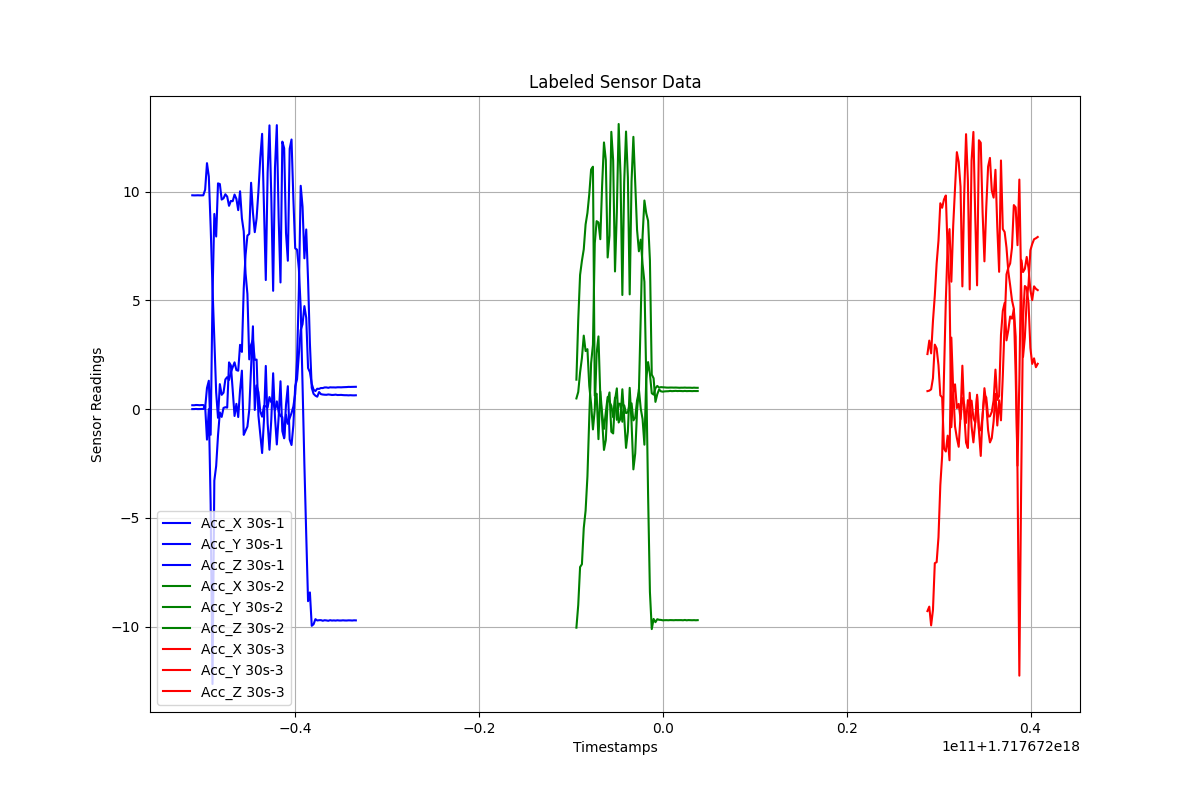 Labeled Sensor Data
Sensor Readings
10
5
0
−5
−10
Acc_X 30s-1
Acc_Y 30s-1
Acc_Z 30s-1
Acc_X 30s-2
Acc_Y 30s-2
Acc_Z 30s-2
Acc_X 30s-3
Acc_Y 30s-3
Acc_Z 30s-3
−0.4 −0.2 0.0 0.2 0.4
Timestamps
1e11+1.717672e18